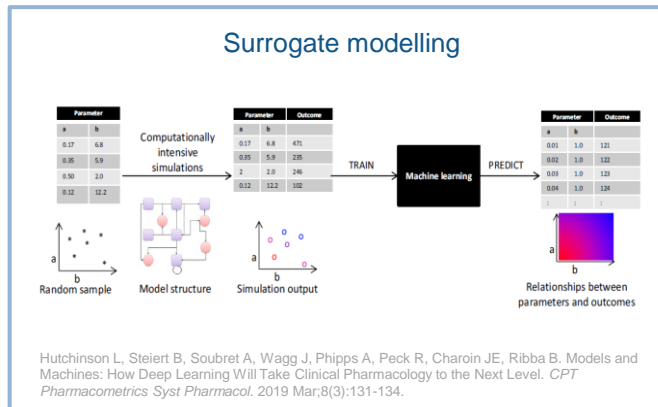 Surrogate modelling
Parameter
a b
0.17 6.8
0.35 5.9
0.50 2.0
0.12 12.2
Computationally
intensive
simulations
Parameter Outcome
a b
0.17 6.8 471
0.35 5.9 235
2 2.0 246
0.12 12.2 102
TRAIN
Machine learning
PREDICT
Parameter Outcome
a b
0.01 1.0 121
0.02 1.0 122
0.03 1.0 123
0.04 1.0 124
: : :
a
b
Random sample
Model structure
a
b
Simulation output
a
b
Relationships between
parameters and outcomes
Hutchinson L, Steiert B, Soubret A, Wagg J, Phipps A, Peck R, Charoin JE, Ribba B. Models and
Machines: How Deep Learning Will Take Clinical Pharmacology to the Next Level. CPT
Pharmacometrics Syst Pharmacol. 2019 Mar;8(3):131-134.